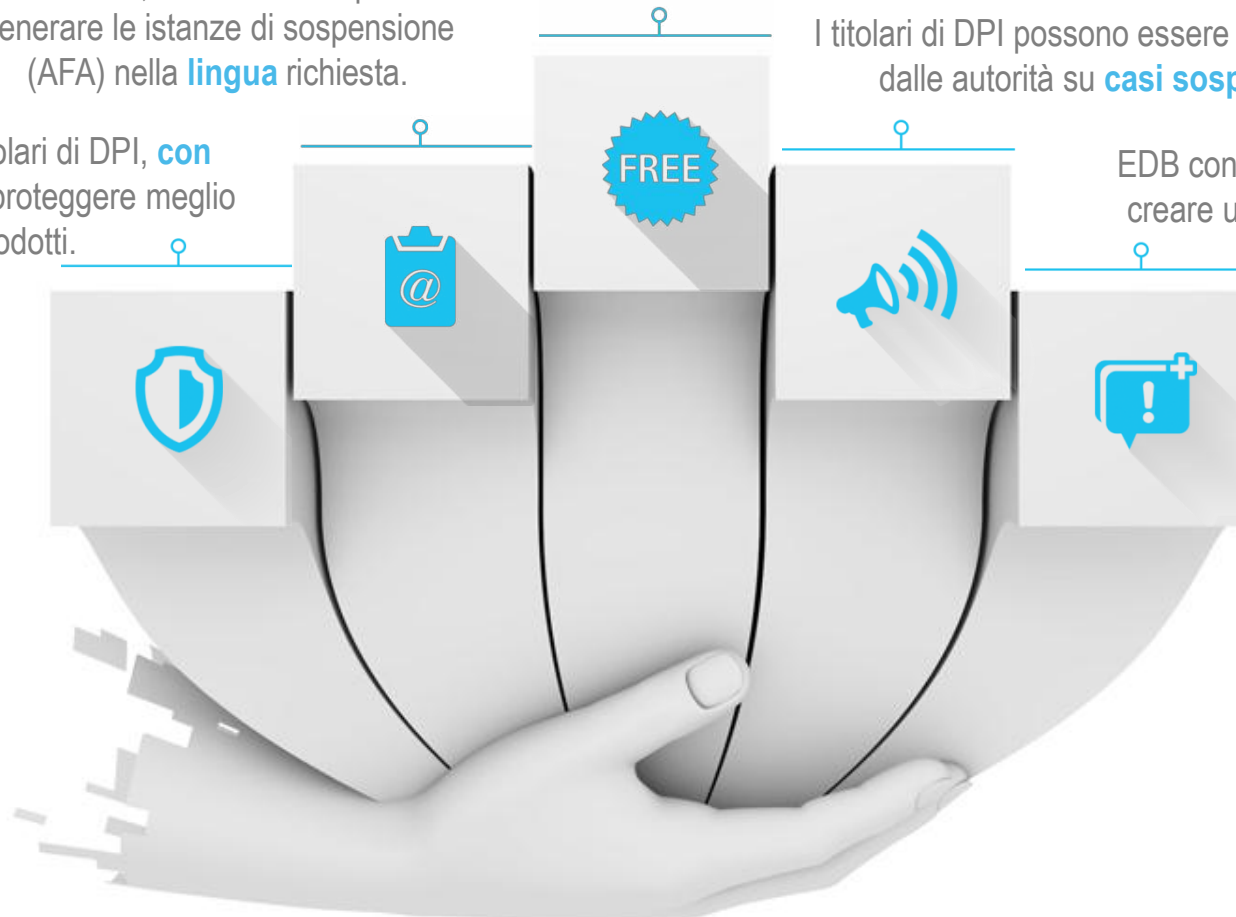 enerare le istanze di sospensione
(AFA) nella lingua richiesta.
olari di DPI, con
proteggere meglio
odotti.
FREE
@
I titolari di DPI possono essere
dalle autorità su casi sosp
EDB con
creare u
!